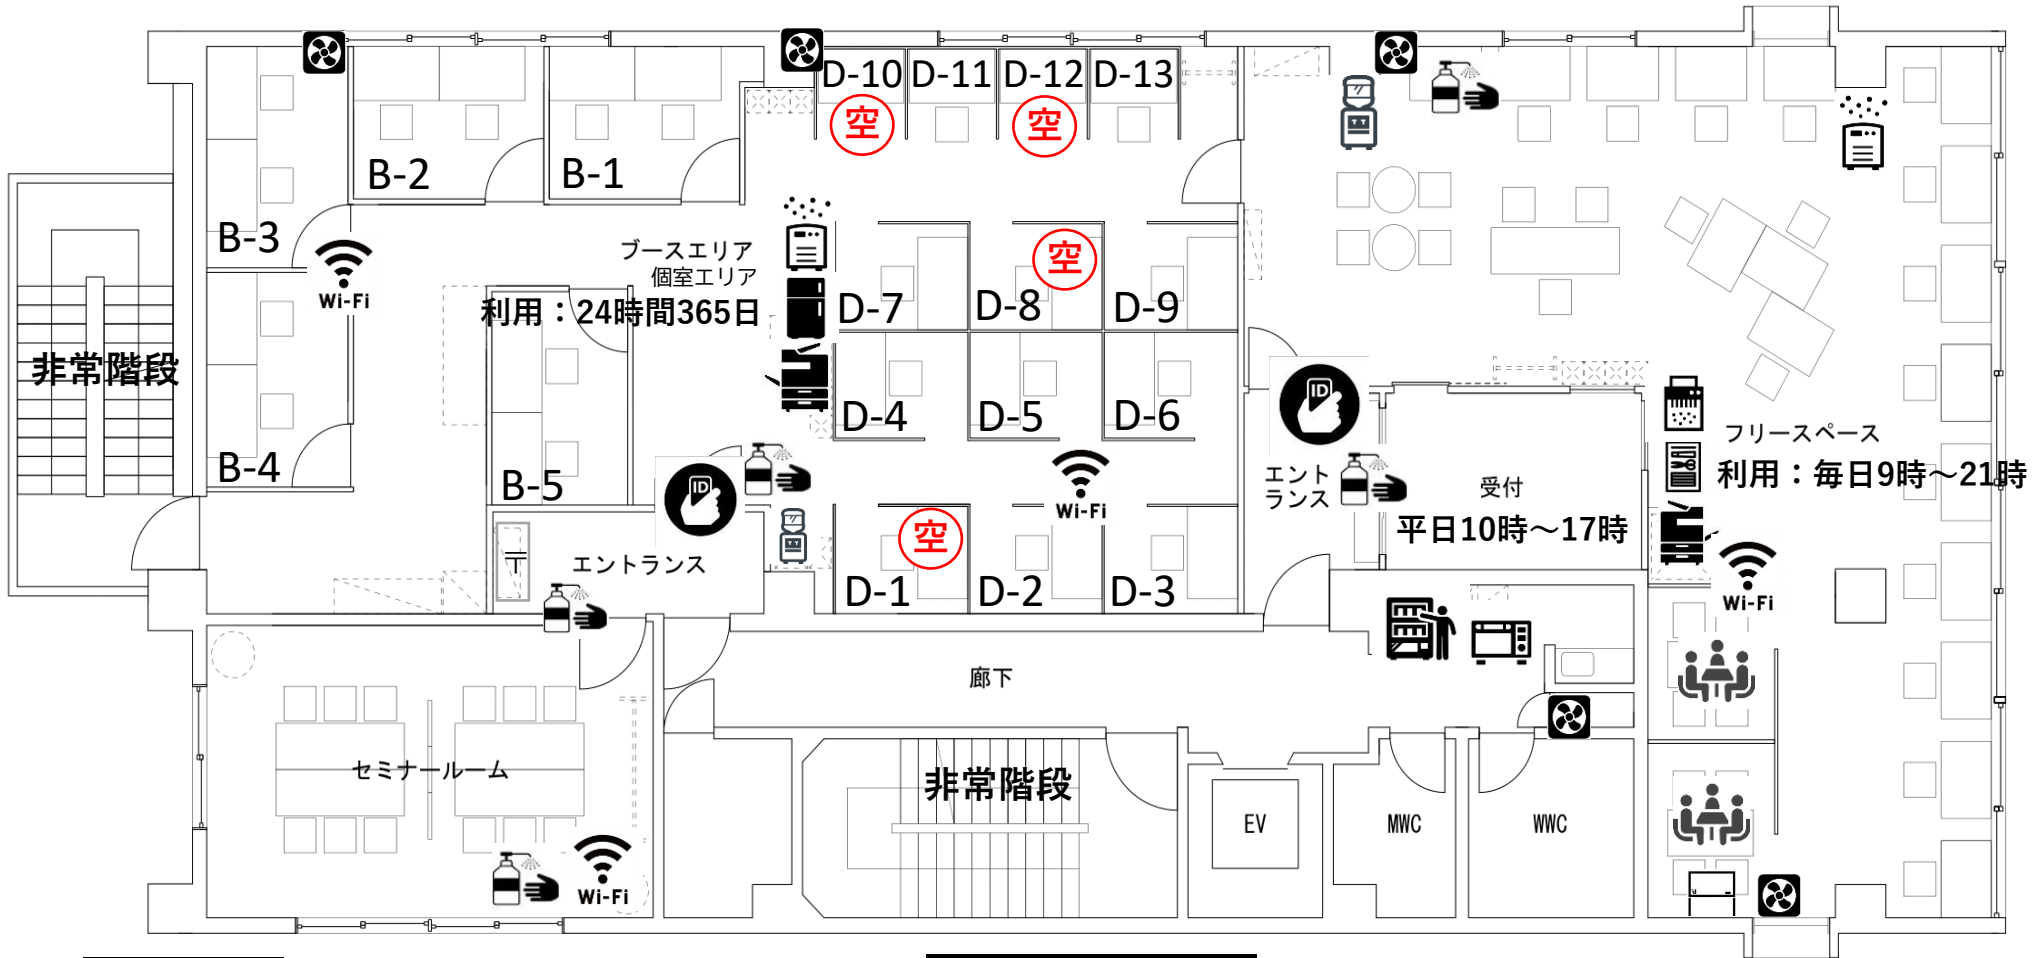 D-10
D-11
D-12
D-13
空
空
B-2
B-1
B-3
Wi-Fi
ブースエリア
個室エリア
利用：24時間365日
D-7
D-8
空
D-9
非常階段
D-4
D-5
D-6
ID
ID
B-4
B-5
Wi-Fi
エント
ランス
受付
平日10時～17時
フリースペース
利用：毎日9時～21時
〒
エントランス
空
D-1
D-2
D-3
Wi-Fi
廊下
セミナールーム
Wi-Fi
非常階段
EV
MWC
WWC